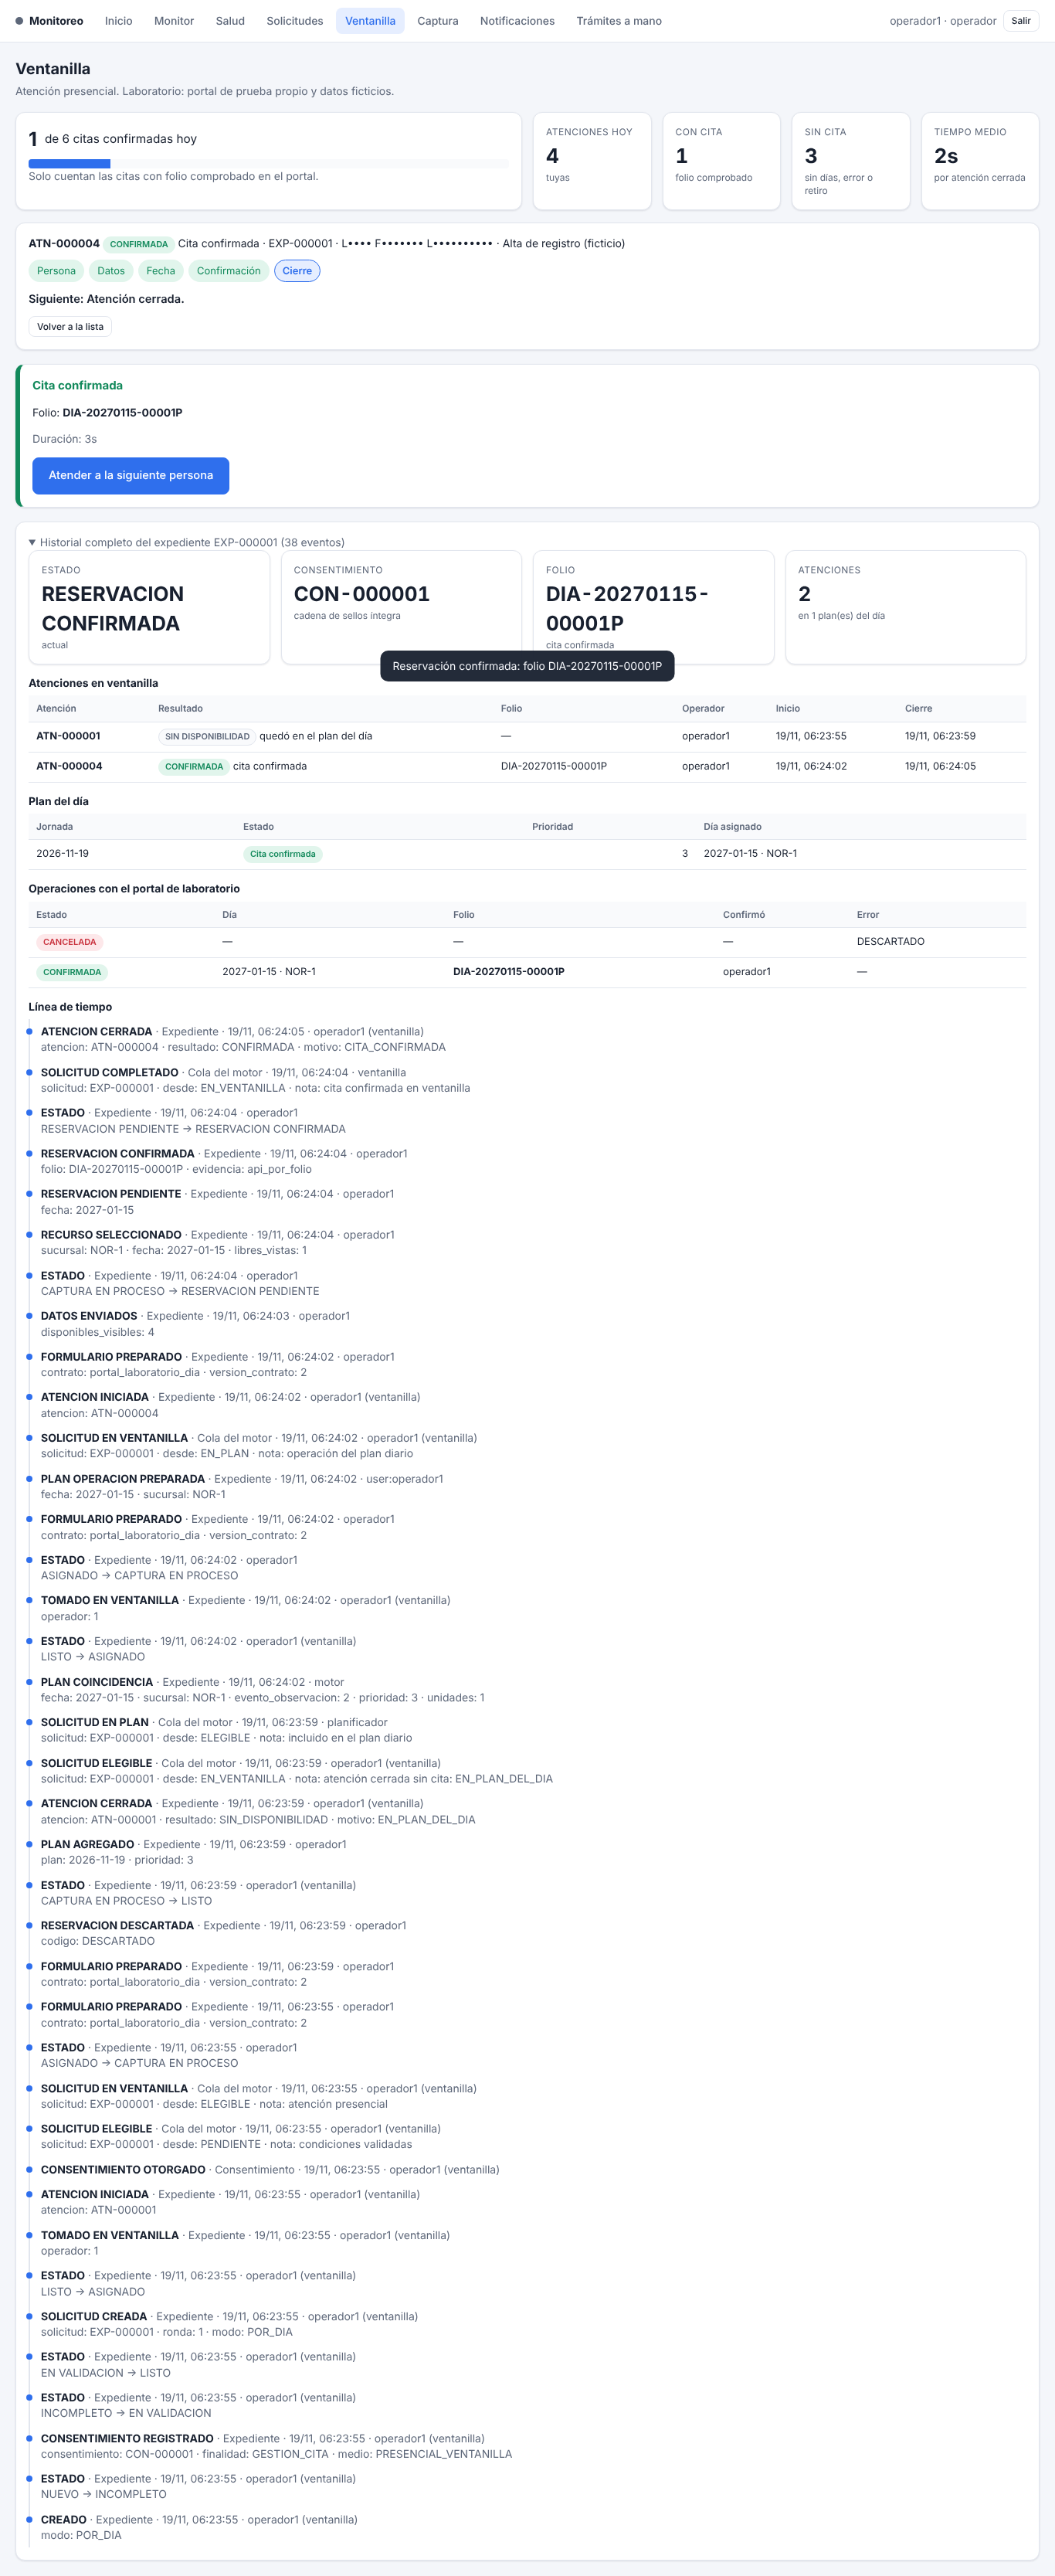 Monitoreo Inicio Monitor Salud Solicitudes Ventanilla Captura Notificaciones Trámites a mano operador1 · operador Salir
Ventanilla
Atención presencial. Laboratorio: portal de prueba propio y datos ficticios.
1 de 6 citas confirmadas hoy
Solo cuentan las citas con folio comprobado en el portal.
ATENCIONES HOY
4
tuyas
CON CITA
1
folio comprobado
SIN CITA
3
sin días, error o
retiro
TIEMPO MEDIO
2s
por atención cerrada
ATN-000004 CONFIRMADA Cita confirmada · EXP-000001 · L•••• F••••••• L•••••••••• · Alta de registro (ficticio)
Persona Datos Fecha Confirmación Cierre
Siguiente: Atención cerrada.
Volver a la lista
Cita confirmada
Folio: DIA-20270115-00001P
Duración: 3s
Atender a la siguiente persona
▼ Historial completo del expediente EXP-000001 (38 eventos)
ESTADO
RESERVACION
CONFIRMADA
actual
CONSENTIMIENTO
CON-000001
cadena de sellos íntegra
FOLIO
DIA-20270115-
00001P
cita confirmada
ATENCIONES
2
en 1 plan(es) del día
Reservación confirmada: folio DIA-20270115-00001P
Atenciones en ventanilla
Atención Resultado Folio Operador Inicio Cierre
ATN-000001 SIN DISPONIBILIDAD quedó en el plan del día — operador1 19/11, 06:23:55 19/11, 06:23:59
ATN-000004 CONFIRMADA cita confirmada DIA-20270115-00001P operador1 19/11, 06:24:02 19/11, 06:24:05
Plan del día
Jornada Estado Prioridad Día asignado
2026-11-19 Cita confirmada 3 2027-01-15 · NOR-1
Operaciones con el portal de laboratorio
Estado Día Folio Confirmó Error
CANCELADA — — — DESCARTADO
CONFIRMADA 2027-01-15 · NOR-1 DIA-20270115-00001P operador1 —
Línea de tiempo
ATENCION CERRADA · Expediente · 19/11, 06:24:05 · operador1 (ventanilla)
atencion: ATN-000004 · resultado: CONFIRMADA · motivo: CITA_CONFIRMADA
SOLICITUD COMPLETADO · Cola del motor · 19/11, 06:24:04 · ventanilla
solicitud: EXP-000001 · desde: EN_VENTANILLA · nota: cita confirmada en ventanilla
ESTADO · Expediente · 19/11, 06:24:04 · operador1
RESERVACION PENDIENTE → RESERVACION CONFIRMADA
RESERVACION CONFIRMADA · Expediente · 19/11, 06:24:04 · operador1
folio: DIA-20270115-00001P · evidencia: api_por_folio
RESERVACION PENDIENTE · Expediente · 19/11, 06:24:04 · operador1
fecha: 2027-01-15
RECURSO SELECCIONADO · Expediente · 19/11, 06:24:04 · operador1
sucursal: NOR-1 · fecha: 2027-01-15 · libres_vistas: 1
ESTADO · Expediente · 19/11, 06:24:04 · operador1
CAPTURA EN PROCESO → RESERVACION PENDIENTE
DATOS ENVIADOS · Expediente · 19/11, 06:24:03 · operador1
disponibles_visibles: 4
FORMULARIO PREPARADO · Expediente · 19/11, 06:24:02 · operador1
contrato: portal_laboratorio_dia · version_contrato: 2
ATENCION INICIADA · Expediente · 19/11, 06:24:02 · operador1 (ventanilla)
atencion: ATN-000004
SOLICITUD EN VENTANILLA · Cola del motor · 19/11, 06:24:02 · operador1 (ventanilla)
solicitud: EXP-000001 · desde: EN_PLAN · nota: operación del plan diario
PLAN OPERACION PREPARADA · Expediente · 19/11, 06:24:02 · user:operador1
fecha: 2027-01-15 · sucursal: NOR-1
FORMULARIO PREPARADO · Expediente · 19/11, 06:24:02 · operador1
contrato: portal_laboratorio_dia · version_contrato: 2
ESTADO · Expediente · 19/11, 06:24:02 · operador1
ASIGNADO → CAPTURA EN PROCESO
TOMADO EN VENTANILLA · Expediente · 19/11, 06:24:02 · operador1 (ventanilla)
operador: 1
ESTADO · Expediente · 19/11, 06:24:02 · operador1 (ventanilla)
LISTO → ASIGNADO
PLAN COINCIDENCIA · Expediente · 19/11, 06:24:02 · motor
fecha: 2027-01-15 · sucursal: NOR-1 · evento_observacion: 2 · prioridad: 3 · unidades: 1
SOLICITUD EN PLAN · Cola del motor · 19/11, 06:23:59 · planificador
solicitud: EXP-000001 · desde: ELEGIBLE · nota: incluido en el plan diario
SOLICITUD ELEGIBLE · Cola del motor · 19/11, 06:23:59 · operador1 (ventanilla)
solicitud: EXP-000001 · desde: EN_VENTANILLA · nota: atención cerrada sin cita: EN_PLAN_DEL_DIA
ATENCION CERRADA · Expediente · 19/11, 06:23:59 · operador1 (ventanilla)
atencion: ATN-000001 · resultado: SIN_DISPONIBILIDAD · motivo: EN_PLAN_DEL_DIA
PLAN AGREGADO · Expediente · 19/11, 06:23:59 · operador1
plan: 2026-11-19 · prioridad: 3
ESTADO · Expediente · 19/11, 06:23:59 · operador1 (ventanilla)
CAPTURA EN PROCESO → LISTO
RESERVACION DESCARTADA · Expediente · 19/11, 06:23:59 · operador1
codigo: DESCARTADO
FORMULARIO PREPARADO · Expediente · 19/11, 06:23:59 · operador1
contrato: portal_laboratorio_dia · version_contrato: 2
FORMULARIO PREPARADO · Expediente · 19/11, 06:23:55 · operador1
contrato: portal_laboratorio_dia · version_contrato: 2
ESTADO · Expediente · 19/11, 06:23:55 · operador1
ASIGNADO → CAPTURA EN PROCESO
SOLICITUD EN VENTANILLA · Cola del motor · 19/11, 06:23:55 · operador1 (ventanilla)
solicitud: EXP-000001 · desde: ELEGIBLE · nota: atención presencial
SOLICITUD ELEGIBLE · Cola del motor · 19/11, 06:23:55 · operador1 (ventanilla)
solicitud: EXP-000001 · desde: PENDIENTE · nota: condiciones validadas
CONSENTIMIENTO OTORGADO · Consentimiento · 19/11, 06:23:55 · operador1 (ventanilla)
ATENCION INICIADA · Expediente · 19/11, 06:23:55 · operador1 (ventanilla)
atencion: ATN-000001
TOMADO EN VENTANILLA · Expediente · 19/11, 06:23:55 · operador1 (ventanilla)
operador: 1
ESTADO · Expediente · 19/11, 06:23:55 · operador1 (ventanilla)
LISTO → ASIGNADO
SOLICITUD CREADA · Expediente · 19/11, 06:23:55 · operador1 (ventanilla)
solicitud: EXP-000001 · ronda: 1 · modo: POR_DIA
ESTADO · Expediente · 19/11, 06:23:55 · operador1 (ventanilla)
EN VALIDACION → LISTO
ESTADO · Expediente · 19/11, 06:23:55 · operador1 (ventanilla)
INCOMPLETO → EN VALIDACION
CONSENTIMIENTO REGISTRADO · Expediente · 19/11, 06:23:55 · operador1 (ventanilla)
consentimiento: CON-000001 · finalidad: GESTION_CITA · medio: PRESENCIAL_VENTANILLA
ESTADO · Expediente · 19/11, 06:23:55 · operador1 (ventanilla)
NUEVO → INCOMPLETO
CREADO · Expediente · 19/11, 06:23:55 · operador1 (ventanilla)
modo: POR_DIA